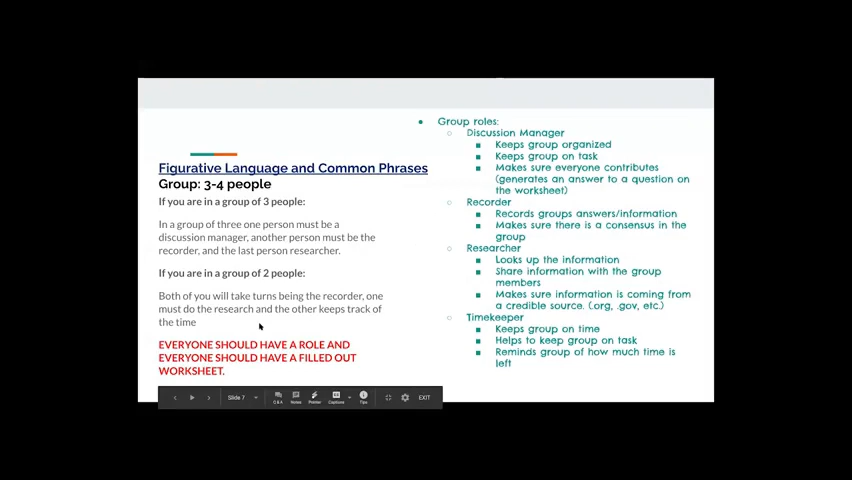 Figurative Language and Common Phrases
Group: 3-4 people
If you are in a group of 3 people:
In a group of three one person must be a
discussion manager, another person must be the
recorder, and the last person researcher.
If you are in a group of 2 people:
Both of you will take turns being the recorder, one
must do the research and the other keeps track of
the time
EVERYONE SHOULD HAVE A ROLE AND
EVERYONE SHOULD HAVE A FILLED OUT
WORKSHEET.
Group roles:
Discussion Manager
Keeps group organized
Keeps group on task
Makes sure everyone contributes
(generates an answer to a question on
the worksheet)
Recorder
Records groups answers/information
Makes sure there is a consensus in the
group
Researcher
Looks up the information
Share information with the group
members
Makes sure information is coming from
a credible source. (.org, .gov, etc.)
Timekeeper
Keeps group on time
Helps to keep group on task
Reminds group of how much time is
left
Slide 7
Q & A
Notes
Pointer
Captions
Tips
EXIT